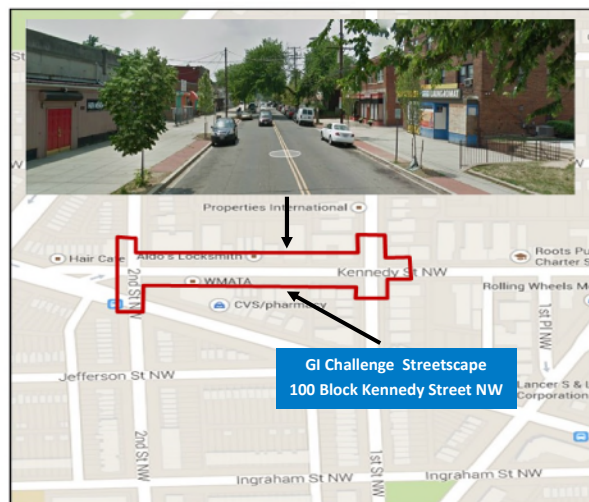 Properties International
Hair Care
Aldo's Locksmith
WMATA
Kennedy St NW
Roots Pu
Charter S
Rolling Wheels Mo
CVS/pharmacy
2nd St NW
1st Pl NW
GI Challenge Streetscape
100 Block Kennedy Street NW
Jefferson St NW
Lancer S & L
Corporation
2nd St NW
1st St NW
Ingraham St NW
Ingraham St NW